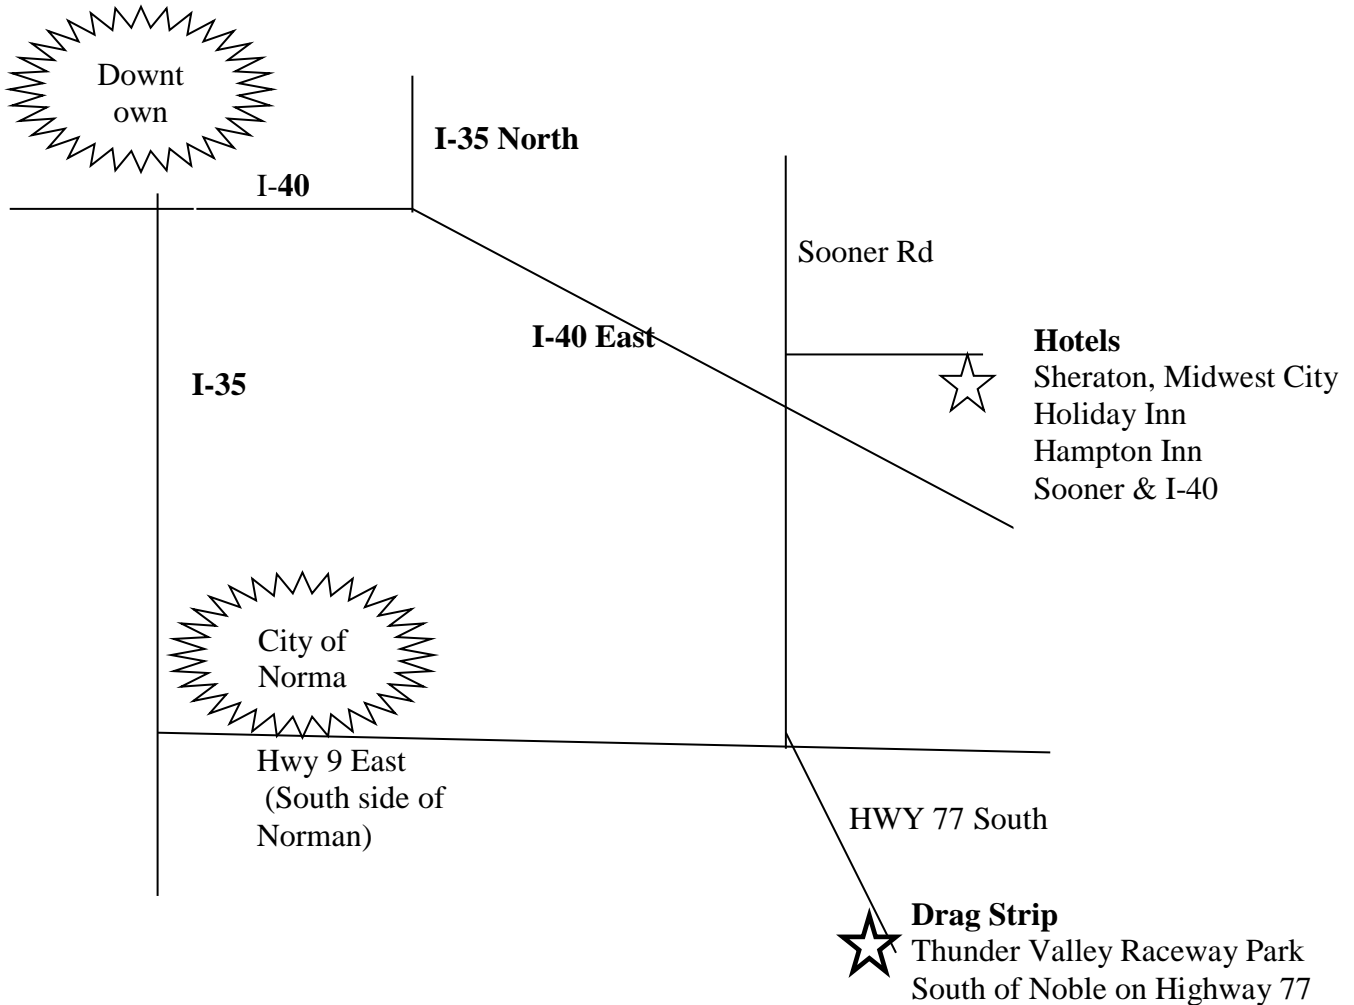 Downt
own
I-35 North
I-40
Sooner Rd
I-40 East
Hotels
Sheraton, Midwest City
Holiday Inn
Hampton Inn
Sooner & I-40
I-35
City of
Norma
Hwy 9 East
(South side of
Norman)
HWY 77 South
Drag Strip
Thunder Valley Raceway Park
South of Noble on Highway 77